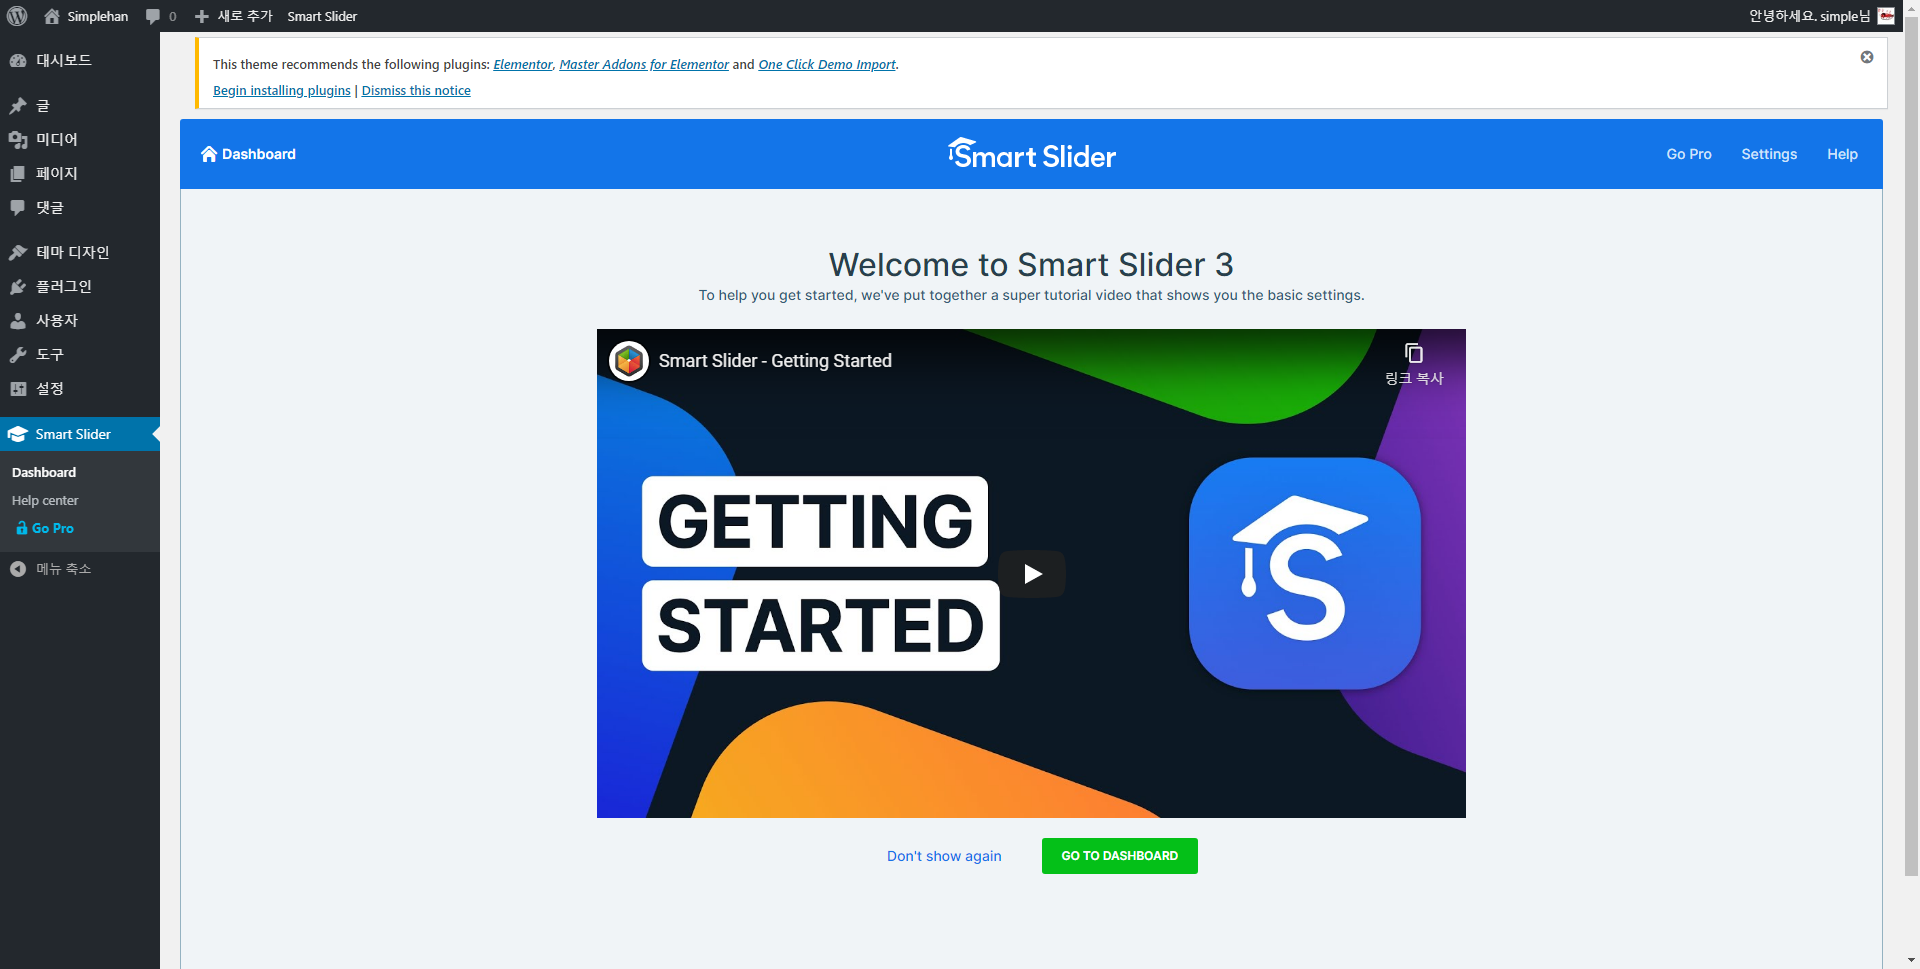 Simplehan 0 새로 추가 Smart Slider 안녕하세요. simple님
대시보드
글
미디어
페이지
댓글
테마 디자인
플러그인
사용자
도구
설정
Smart Slider
Dashboard
Help center
Go Pro
메뉴 축소
This theme recommends the following plugins: Elementor, Master Addons for Elementor and One Click Demo Import.
Begin installing plugins | Dismiss this notice
Dashboard Smart Slider Go Pro Settings Help
Welcome to Smart Slider 3
To help you get started, we've put together a super tutorial video that shows you the basic settings.
Smart Slider - Getting Started
링크 복사
GETTING
STARTED
S
Don't show again GO TO DASHBOARD